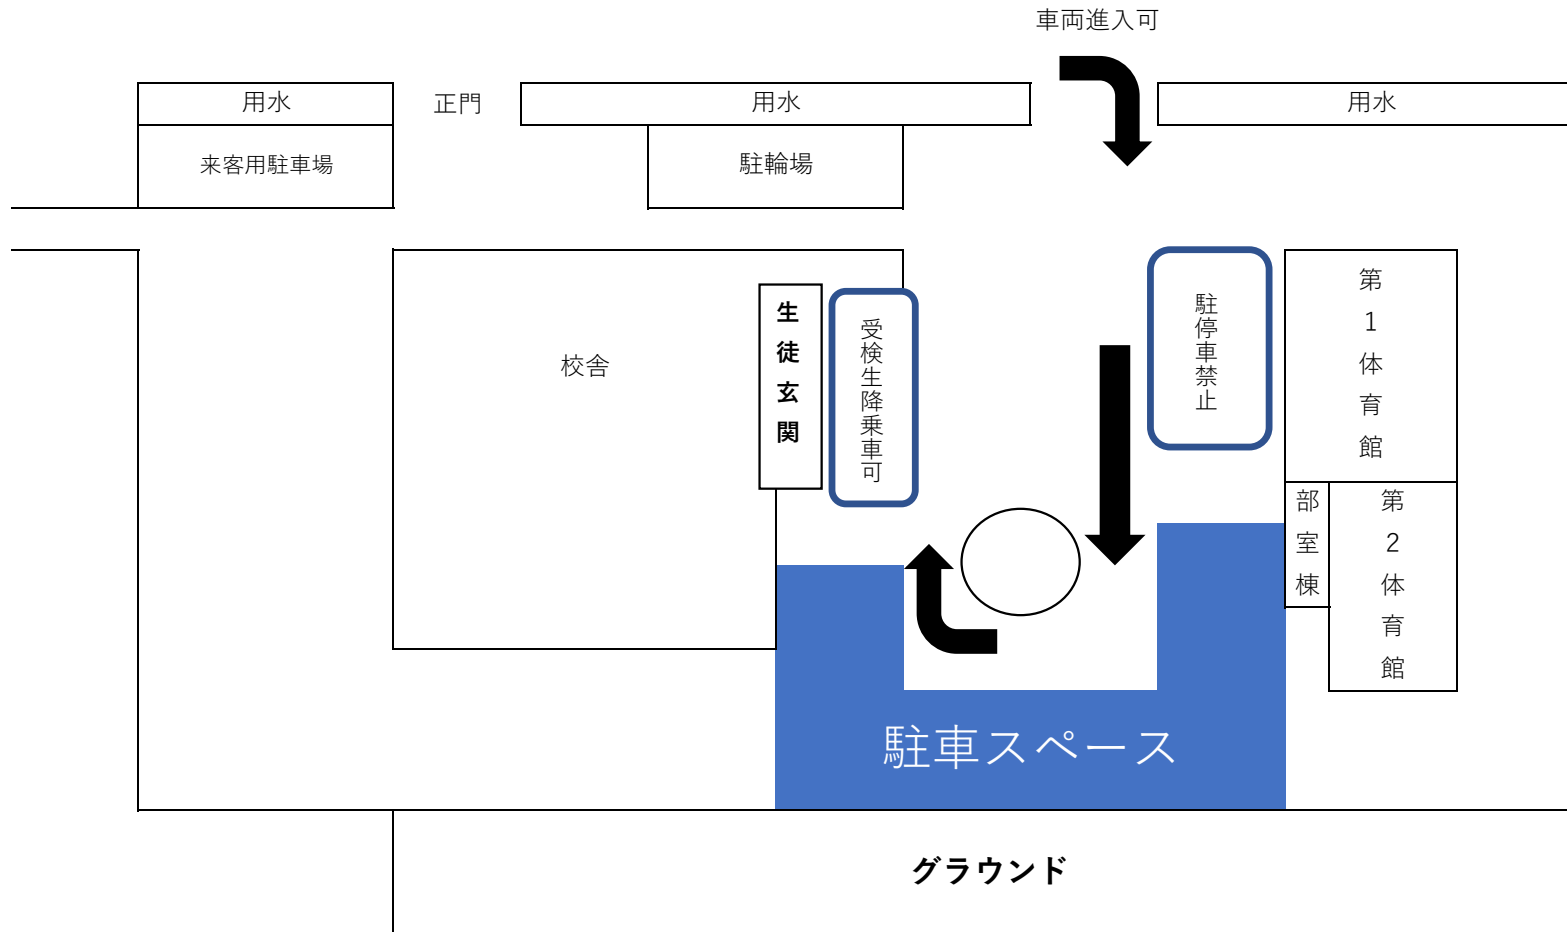 車両進入可
用水
正門
用水
用水
来客用駐車場
駐輪場
校舎
生徒玄関
受検生降乗車可
駐停車禁止
第1体育館
部室棟
第2体育館
駐車スペース
グラウンド